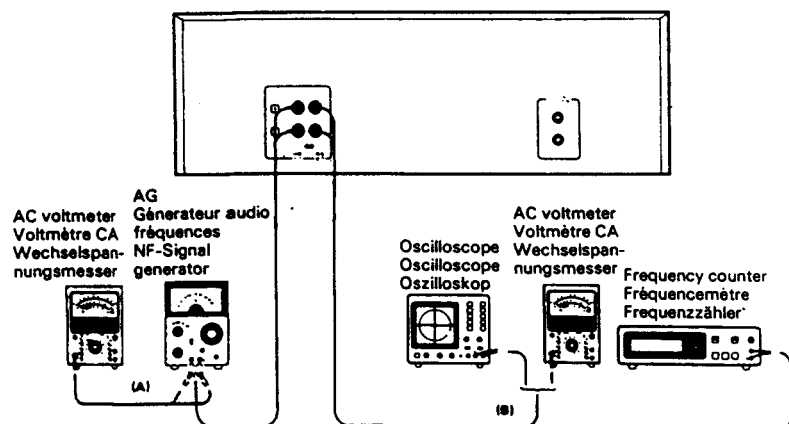 AC voltmeter
Voltmètre CA
Wechselspan-
nungsmesser
AG
Génerateur audio
fréquences
NF-Signal
generator
(A)
Oscilloscope
Oscilloscope
Oszilloskop
AC voltmeter
Voltmètre CA
Wechselspan-
nungsmesser
Frequency counter
Fréquencemètre
Frequenzzähler
(B)